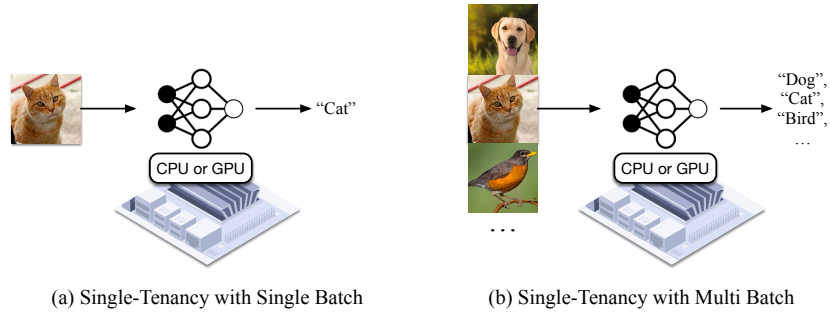 “Cat”
CPU or GPU
(a) Single-Tenancy with Single Batch
“Dog”,
“Cat”,
“Bird”,
…
CPU or GPU
...
(b) Single-Tenancy with Multi Batch